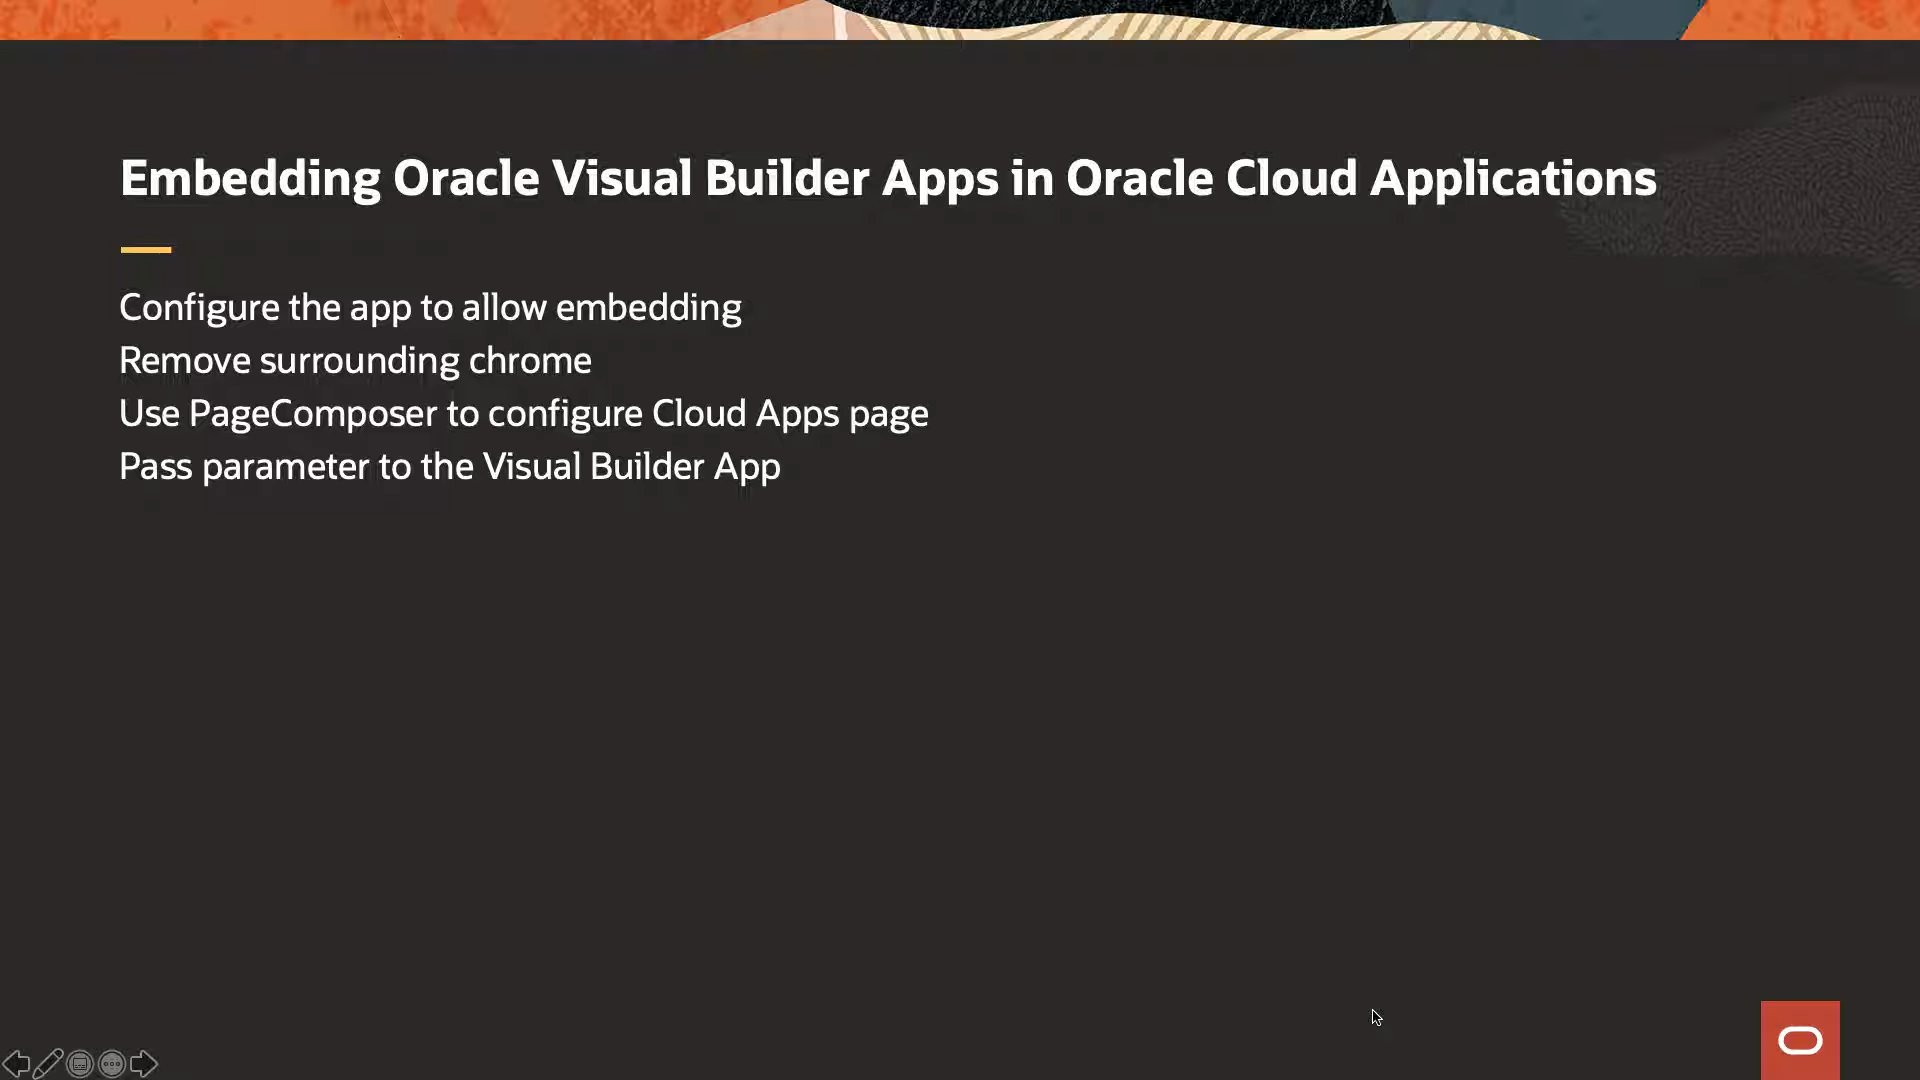 Embedding Oracle Visual Builder Apps in Oracle Cloud Applications
Configure the app to allow embedding
Remove surrounding chrome
Use PageComposer to configure Cloud Apps page
Pass parameter to the Visual Builder App